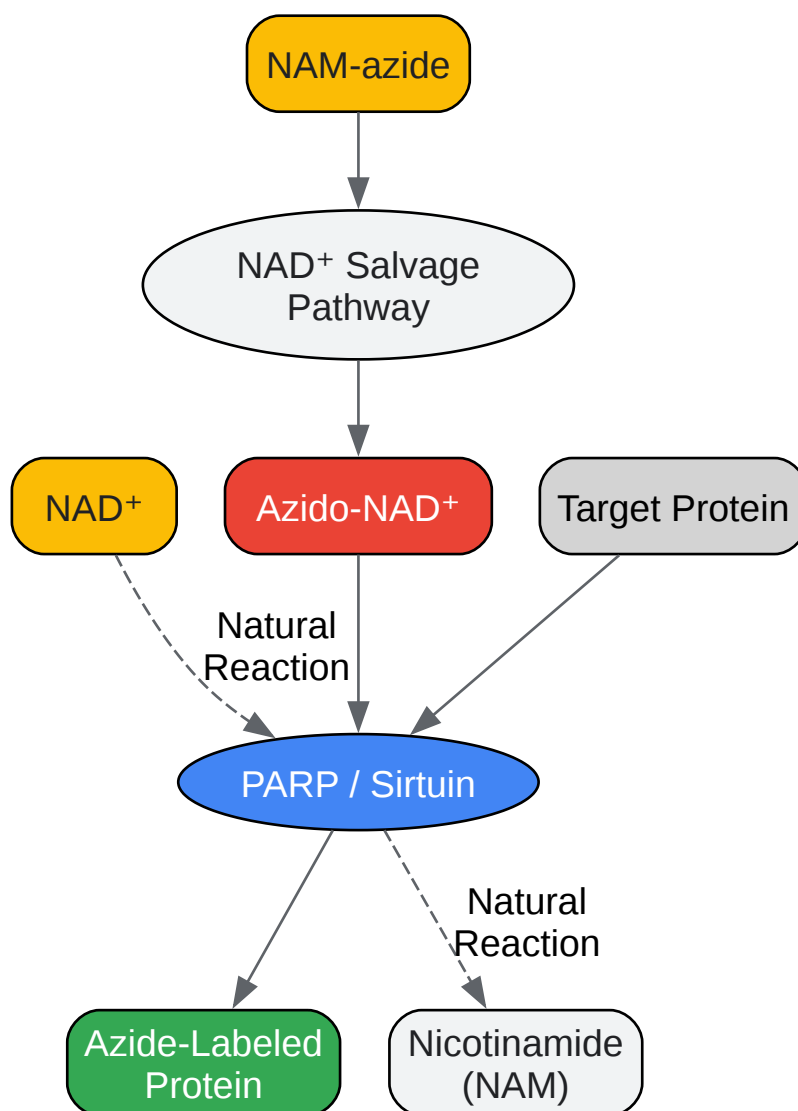 NAM-azide
NAD⁺ Salvage
Pathway
NAD⁺
Azido-NAD⁺
Target Protein
Natural
Reaction
PARP / Sirtuin
Natural
Reaction
Azide-Labeled
Protein
Nicotinamide
(NAM)